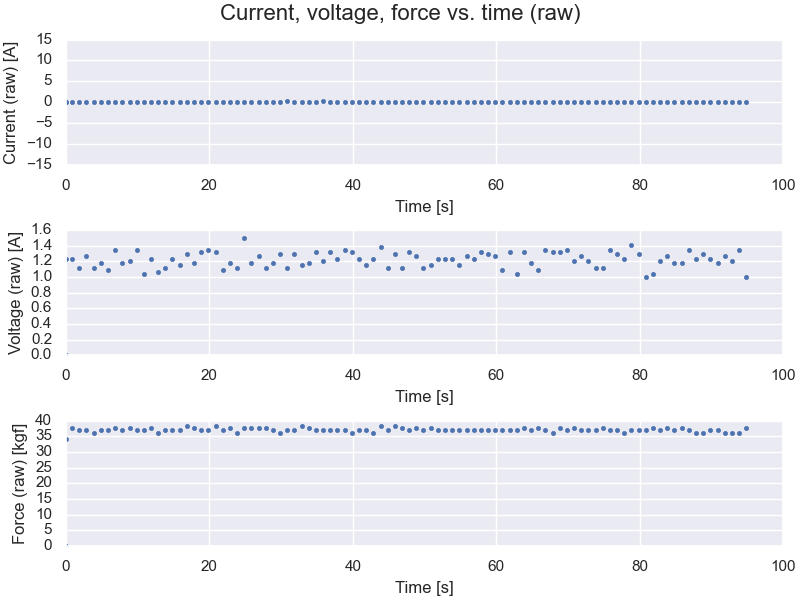 Current, voltage, force vs. time (raw)
Current (raw) [A]
15
10
5
0
−5
−10
−15
0 20 40 60 80 100
Time [s]
Voltage (raw) [A]
1.6
1.4
1.2
1.0
0.8
0.6
0.4
0.2
0.0
0 20 40 60 80 100
Time [s]
Force (raw) [kgf]
40
35
30
25
20
15
10
5
0
0 20 40 60 80 100
Time [s]